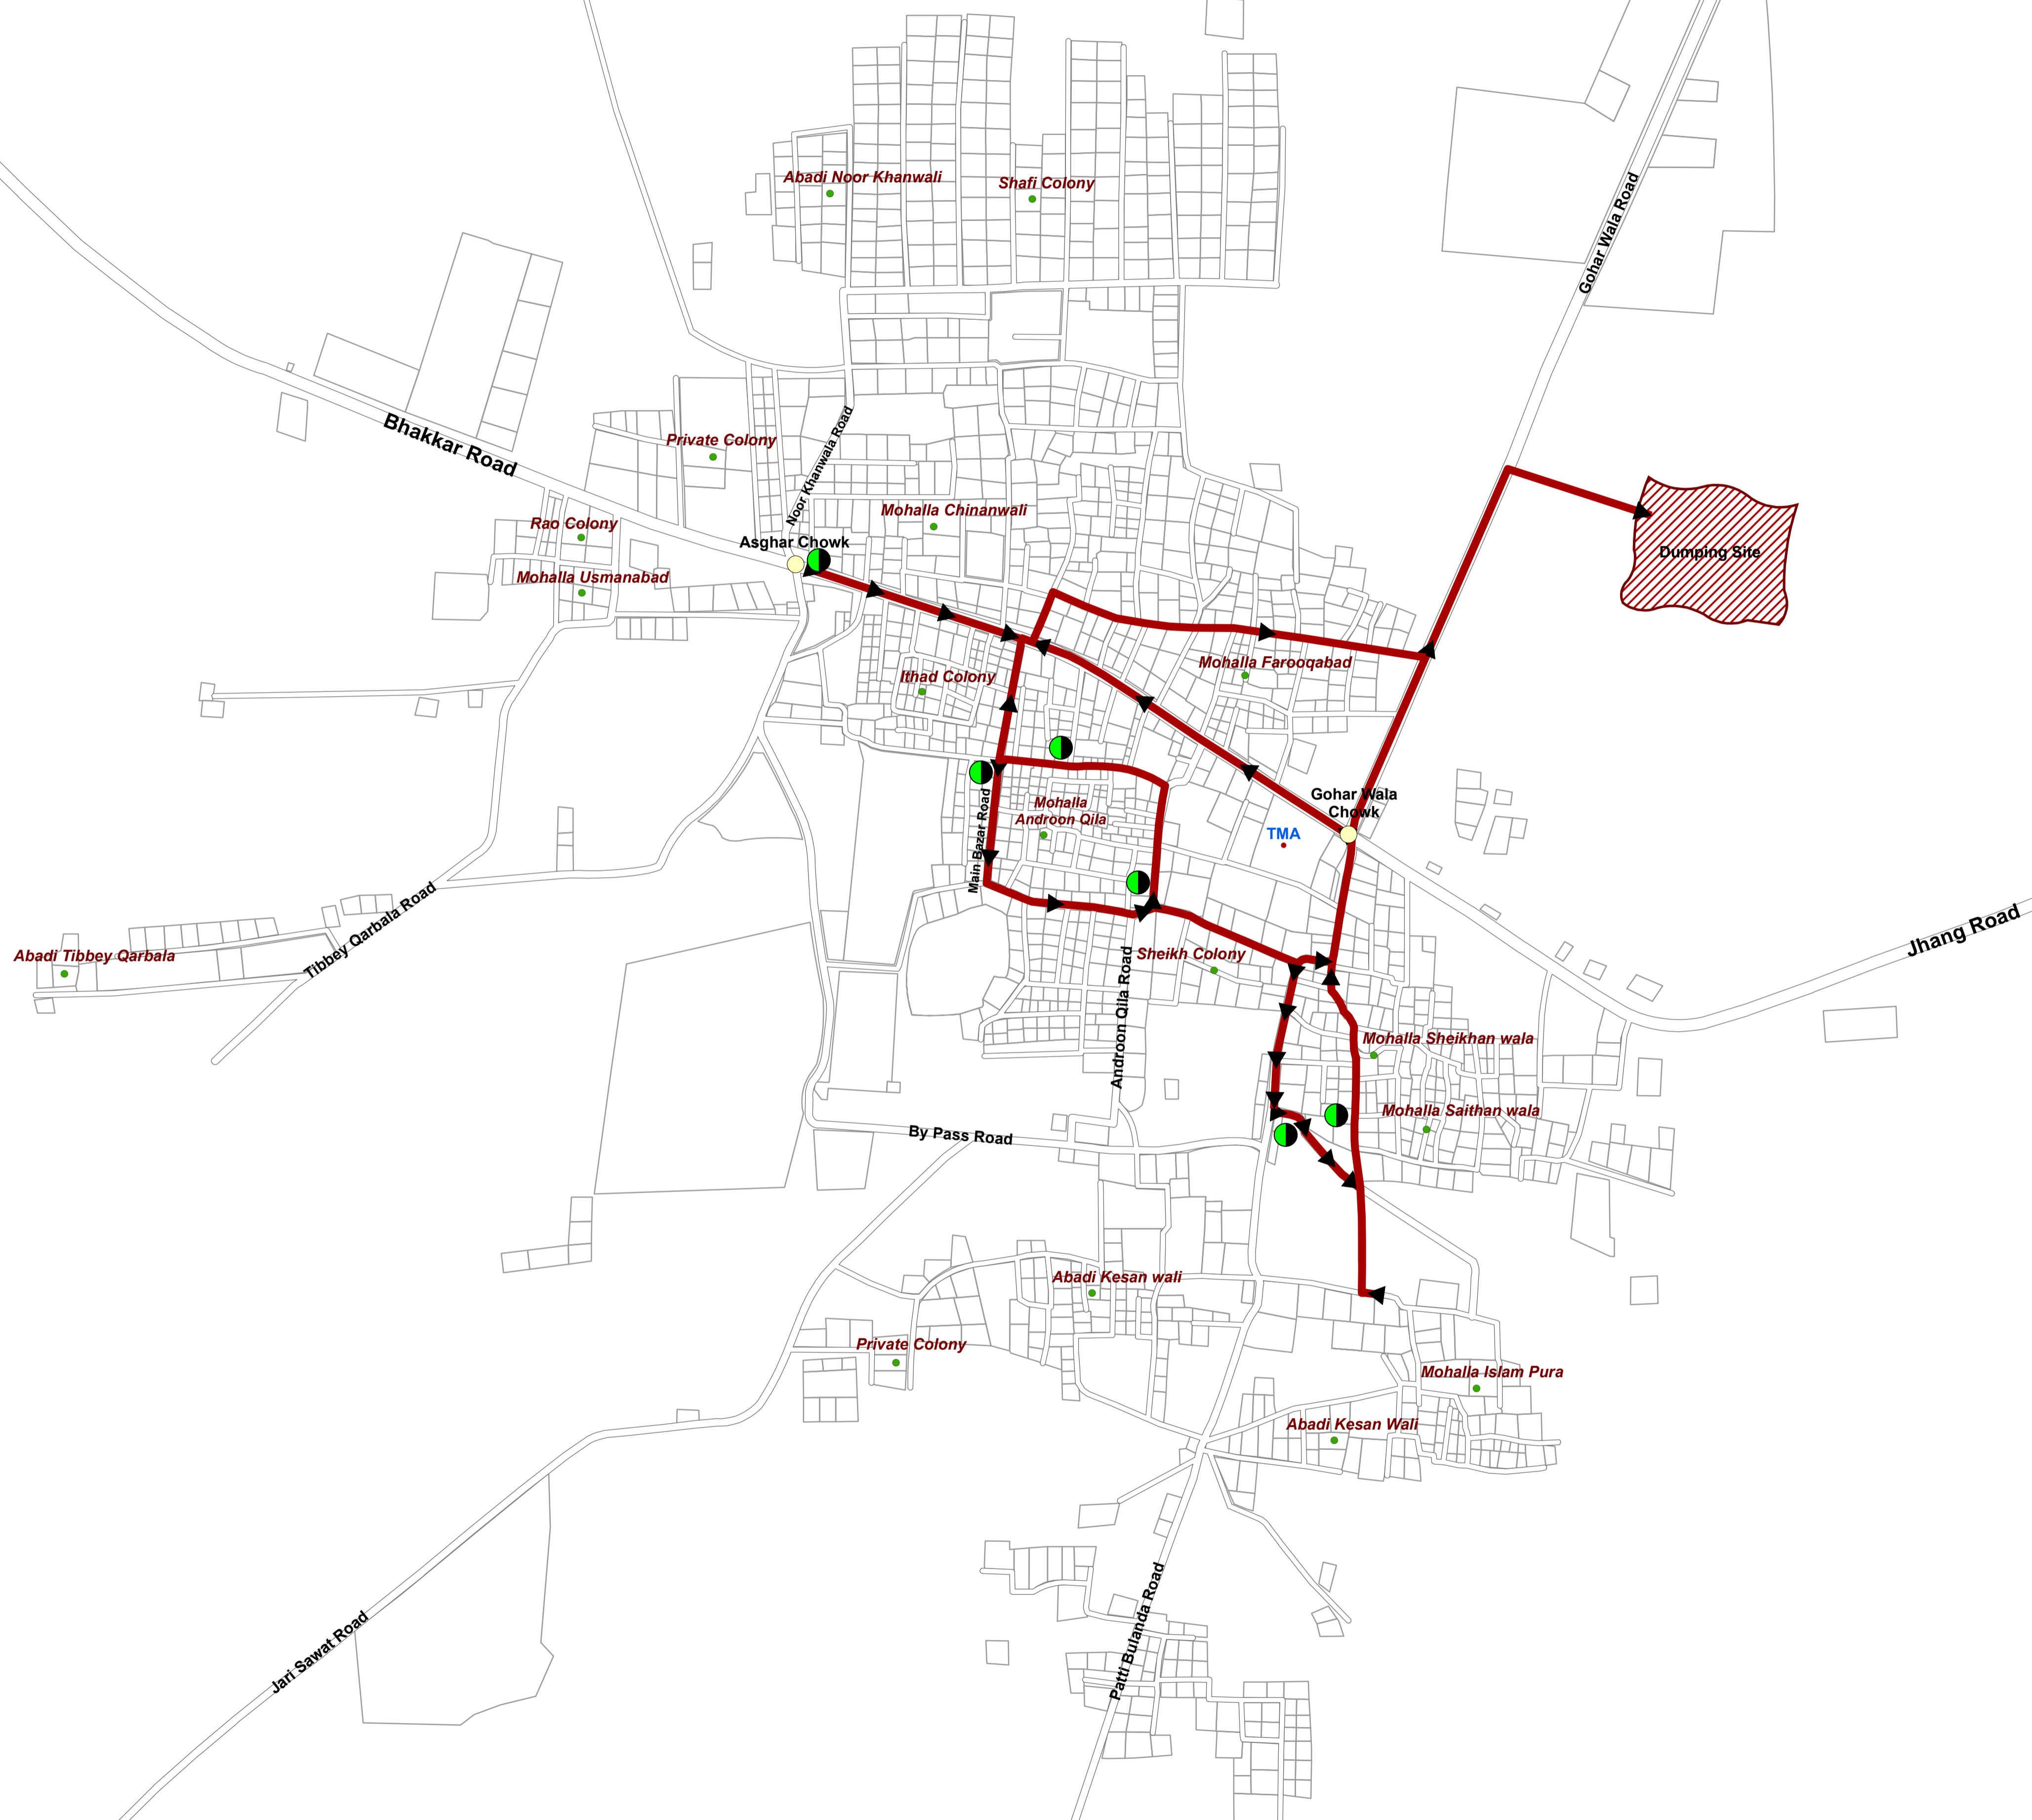 Abadi Noor Khanwali
Shafi Colony
Gohar Wala Road
Bhakkar Road
Private Colony
Noor Khanwala Road
Mohalla Chinanwali
Rao Colony
Asghar Chowk
Dumping Site
Mohalla Usmanabad
Mohalla Farooqabad
Ithad Colony
Gohar Wala
Chowk
Mohalla
Androon Qila
TMA
Main Bazar Road
Tibbey Qarbala Road
Jhang Road
Abadi Tibbey Qarbala
Sheikh Colony
Androon Qila Road
Mohalla Sheikhan wala
Mohalla Saithan wala
By Pass Road
Abadi Kesan wali
Private Colony
Mohalla Islam Pura
Abadi Kesan Wali
Jari Sawat Road
Patti Bulanda Road